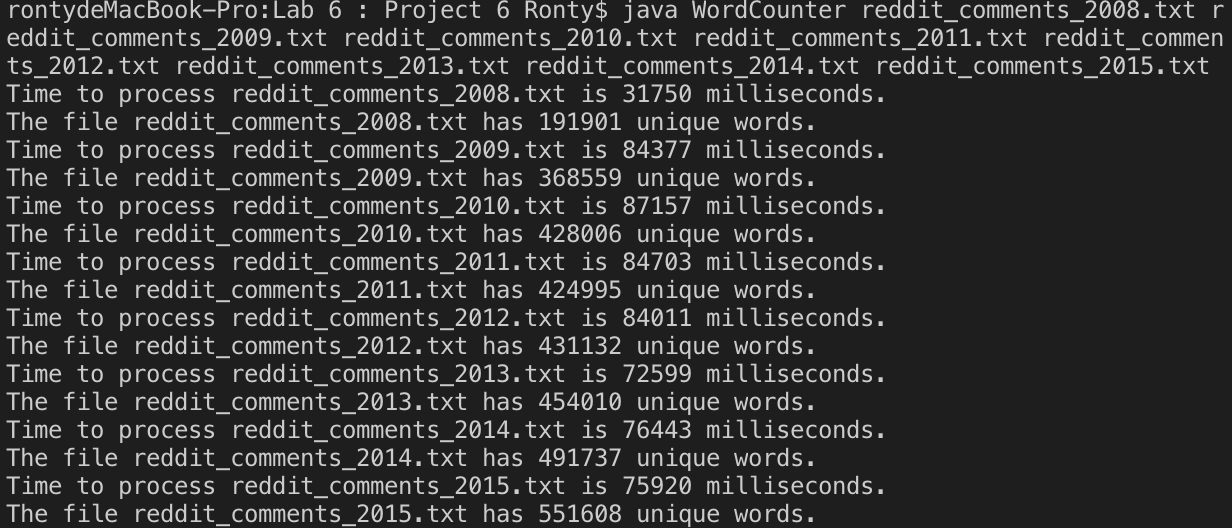 rontydeMacBook-Pro:Lab 6 : Project 6 Ronty$ java WordCounter reddit_comments_2008.txt r
eddit_comments_2009.txt reddit_comments_2010.txt reddit_comments_2011.txt reddit_commen
ts_2012.txt reddit_comments_2013.txt reddit_comments_2014.txt reddit_comments_2015.txt
Time to process reddit_comments_2008.txt is 31750 milliseconds.
The file reddit_comments_2008.txt has 191901 unique words.
Time to process reddit_comments_2009.txt is 84377 milliseconds.
The file reddit_comments_2009.txt has 368559 unique words.
Time to process reddit_comments_2010.txt is 87157 milliseconds.
The file reddit_comments_2010.txt has 428006 unique words.
Time to process reddit_comments_2011.txt is 84703 milliseconds.
The file reddit_comments_2011.txt has 424995 unique words.
Time to process reddit_comments_2012.txt is 84011 milliseconds.
The file reddit_comments_2012.txt has 431132 unique words.
Time to process reddit_comments_2013.txt is 72599 milliseconds.
The file reddit_comments_2013.txt has 454010 unique words.
Time to process reddit_comments_2014.txt is 76443 milliseconds.
The file reddit_comments_2014.txt has 491737 unique words.
Time to process reddit_comments_2015.txt is 75920 milliseconds.
The file reddit_comments_2015.txt has 551608 unique words.